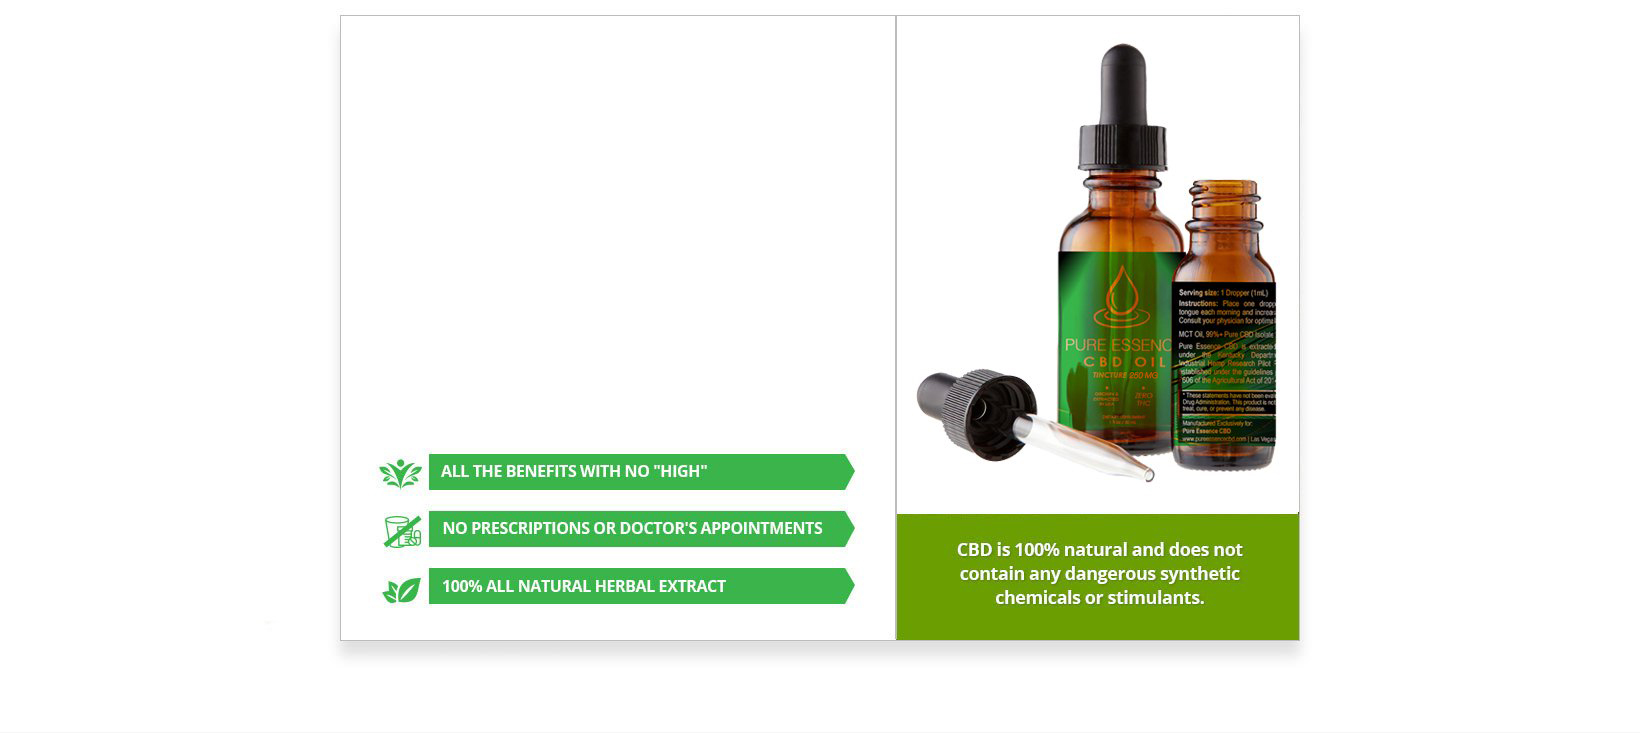 ALL THE BENEFITS WITH NO "HIGH"
NO PRESCRIPTIONS OR DOCTOR'S APPOINTMENTS
100% ALL NATURAL HERBAL EXTRACT
PURE ESSENC
CBD OIL
TINCTURE 250 MG
ZERO
THC
Serving size: 1 Dropper (1mL)
Instructions: Place one dropp
tongue each morning and increa
Consult your physician for optima
MCT Oil, 99%+ Pure CBD Isolate
Pure Essence CBD is extracted
under the Kentucky Departm
Industrial Hemp Research Pilot
established under the guidelines
606 of the Agricultural Act of 201
* These statements have not been eval
Drug Administration. This product is not
treat, cure, or prevent any disease.
Manufactured Exclusively for:
Pure Essence CBD
www.pureessencecbd.com | Las Vegas
CBD is 100% natural and does not
contain any dangerous synthetic
chemicals or stimulants.